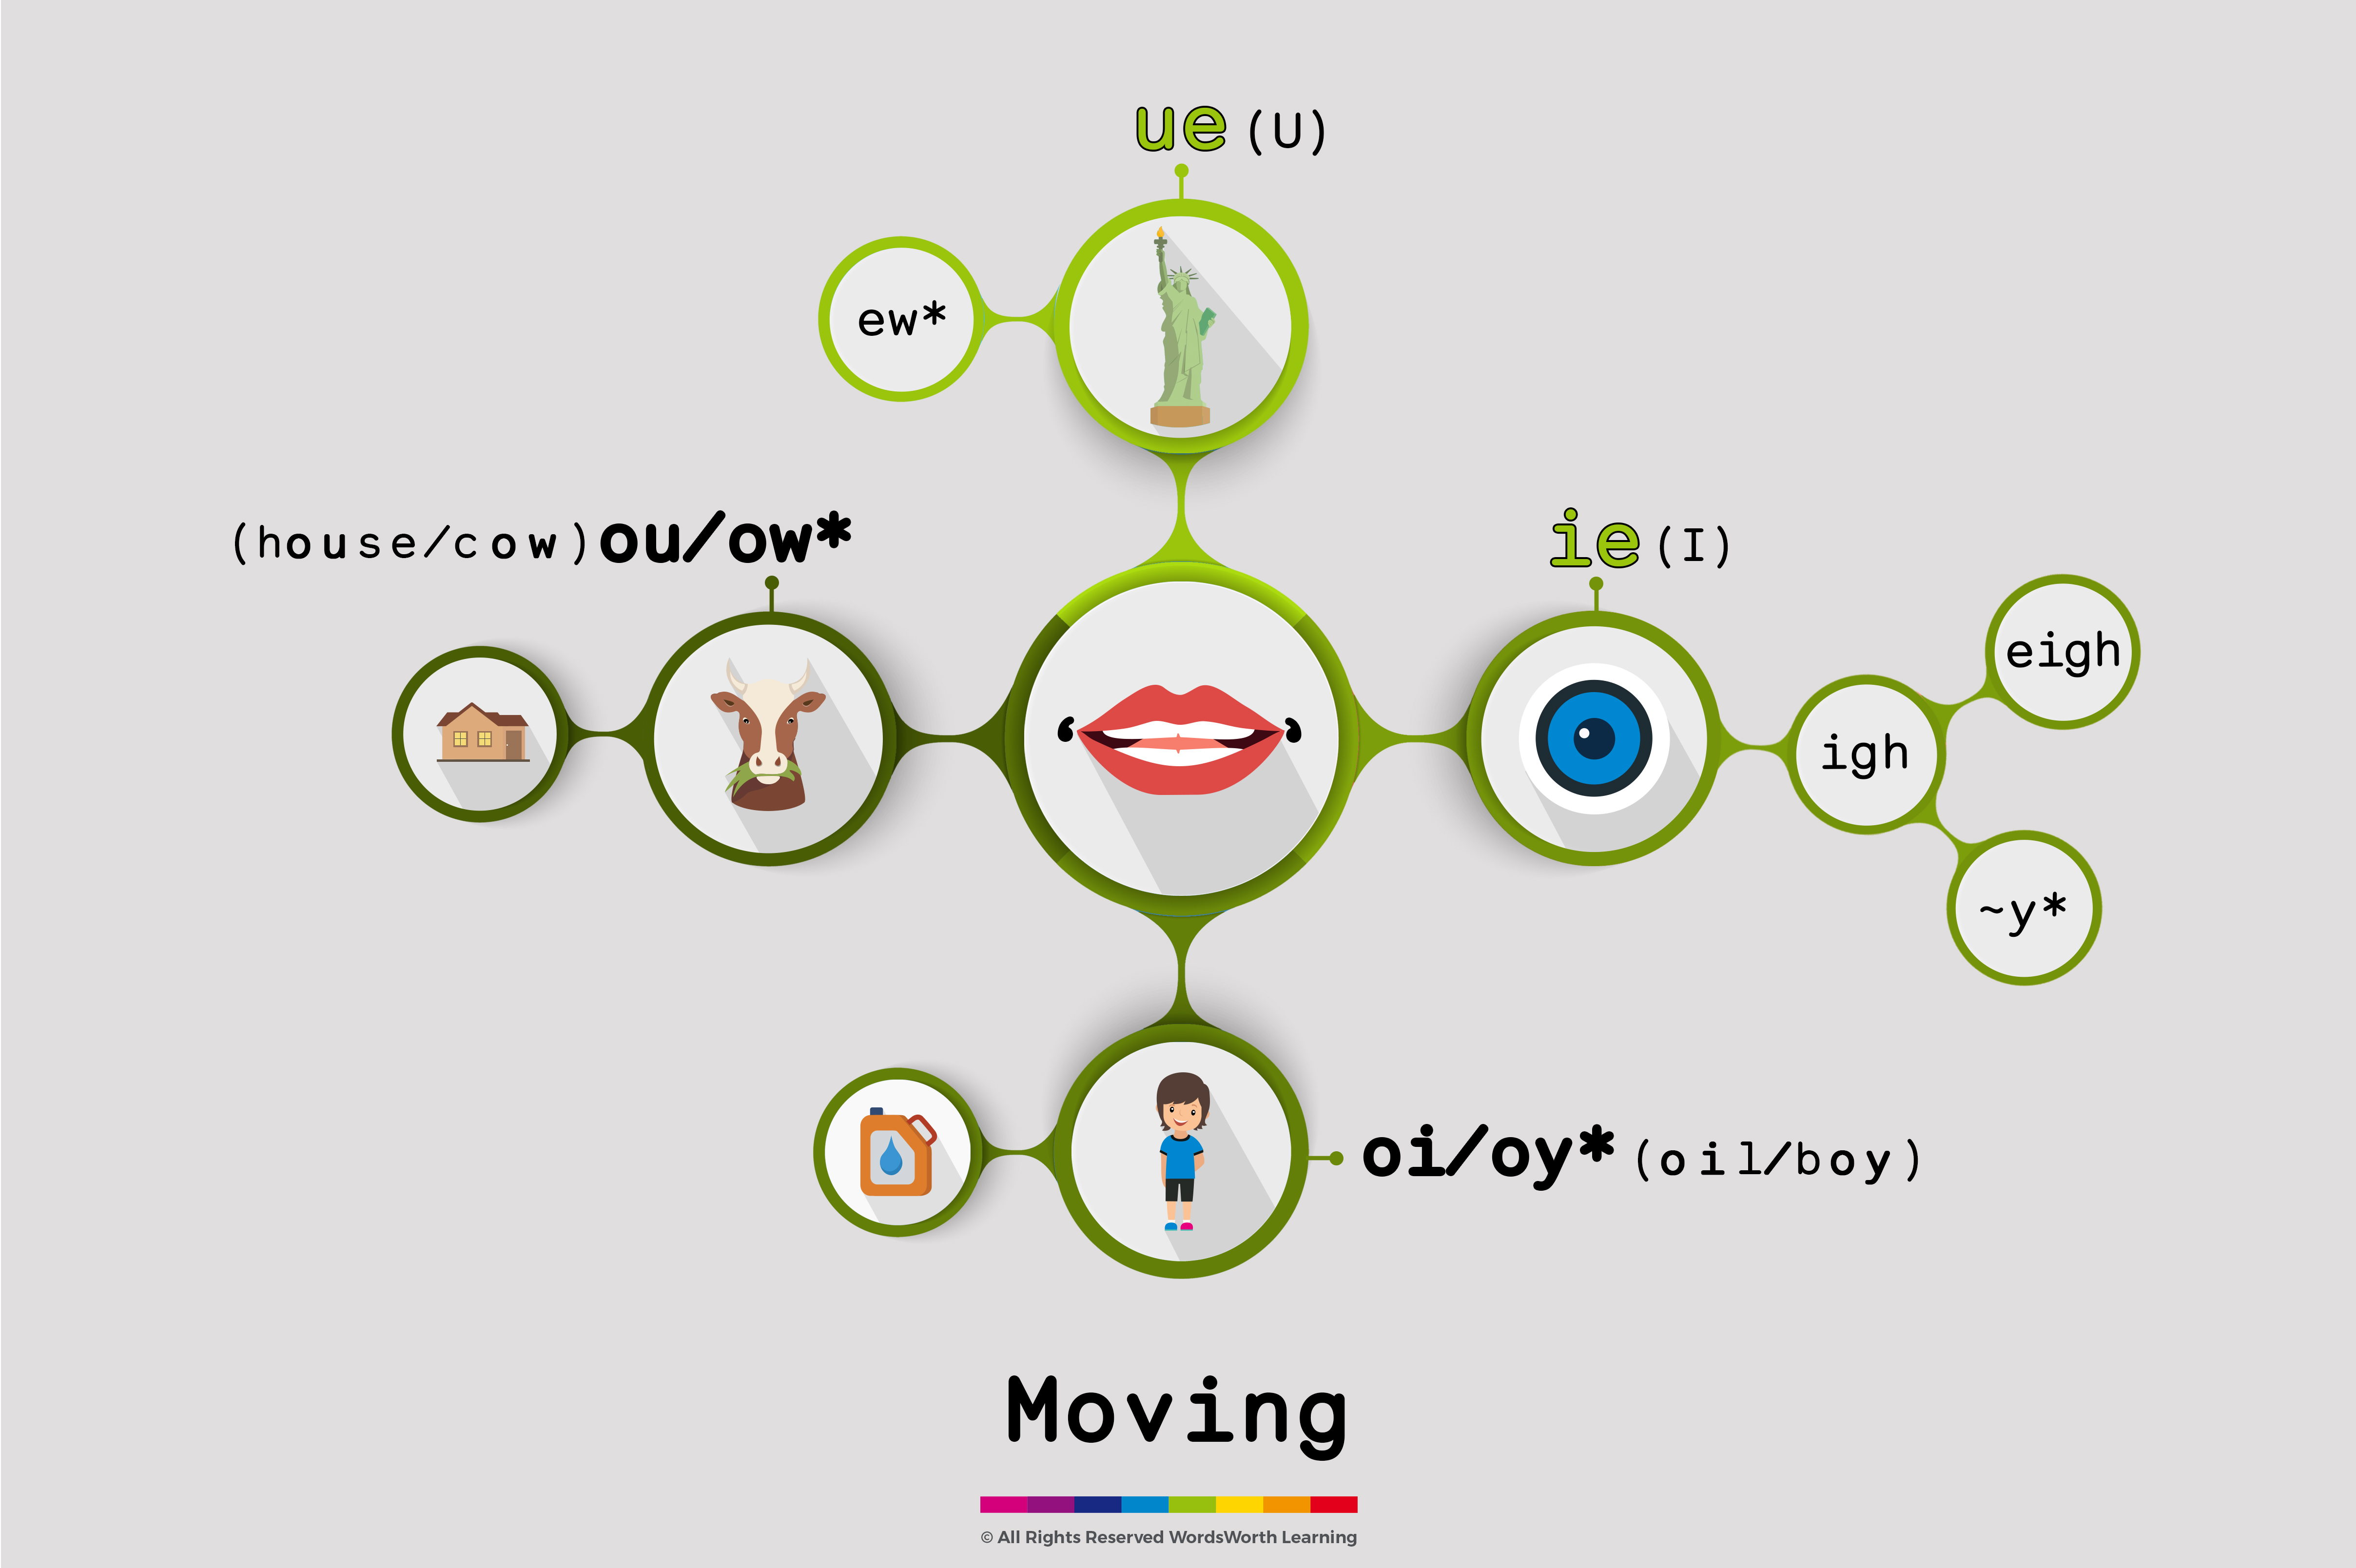 ue (U)
ew*
(house/cow) ou/ow*
ie (I)
eigh
igh
~y*
oi/oy* (oil/boy)
Moving
© All Rights Reserved WordsWorth Learning